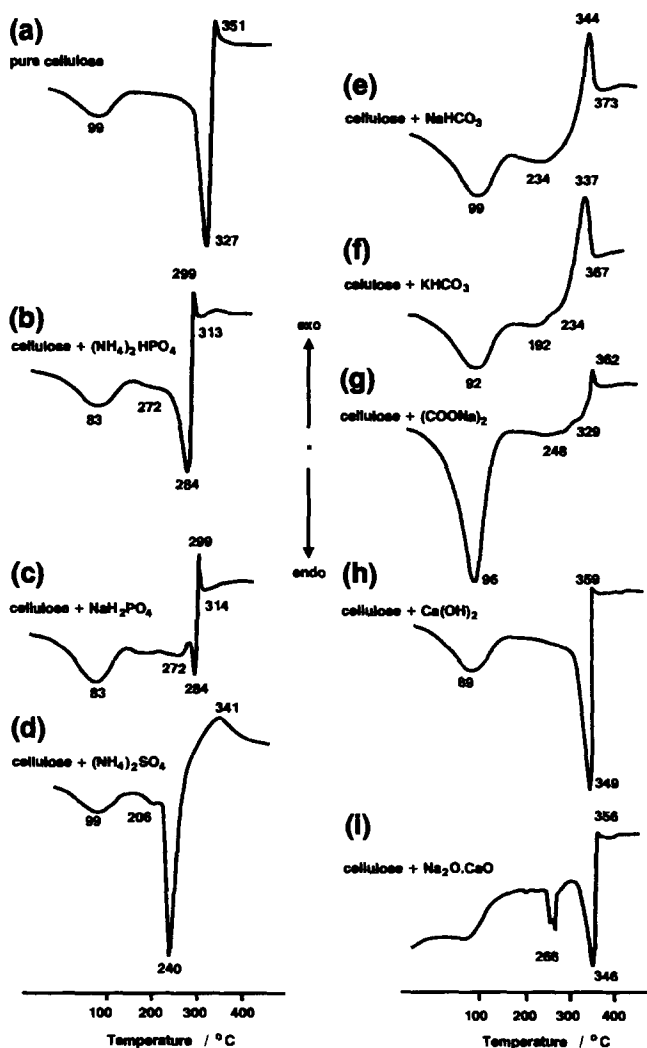 (a)
pure cellulose
99
327
351
(b)
cellulose + (NH₄)₂HPO₄
83
272
284
299
313
(c)
cellulose + NaH₂PO₄
83
272
284
299
314
(d)
cellulose + (NH₄)₂SO₄
99
206
240
341
100 200 300 400
Temperature / °C
exo
endo
(e)
cellulose + NaHCO₃
99
234
344
373
(f)
cellulose + KHCO₃
92
192
234
337
367
(g)
cellulose + (COONa)₂
96
248
329
362
(h)
cellulose + Ca(OH)₂
89
349
359
(i)
cellulose + Na₂O.CaO
266
346
356
100 200 300 400
Temperature / °C